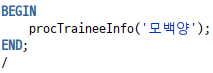 BEGIN
    procTraineeInfo('모백양');
END;
/